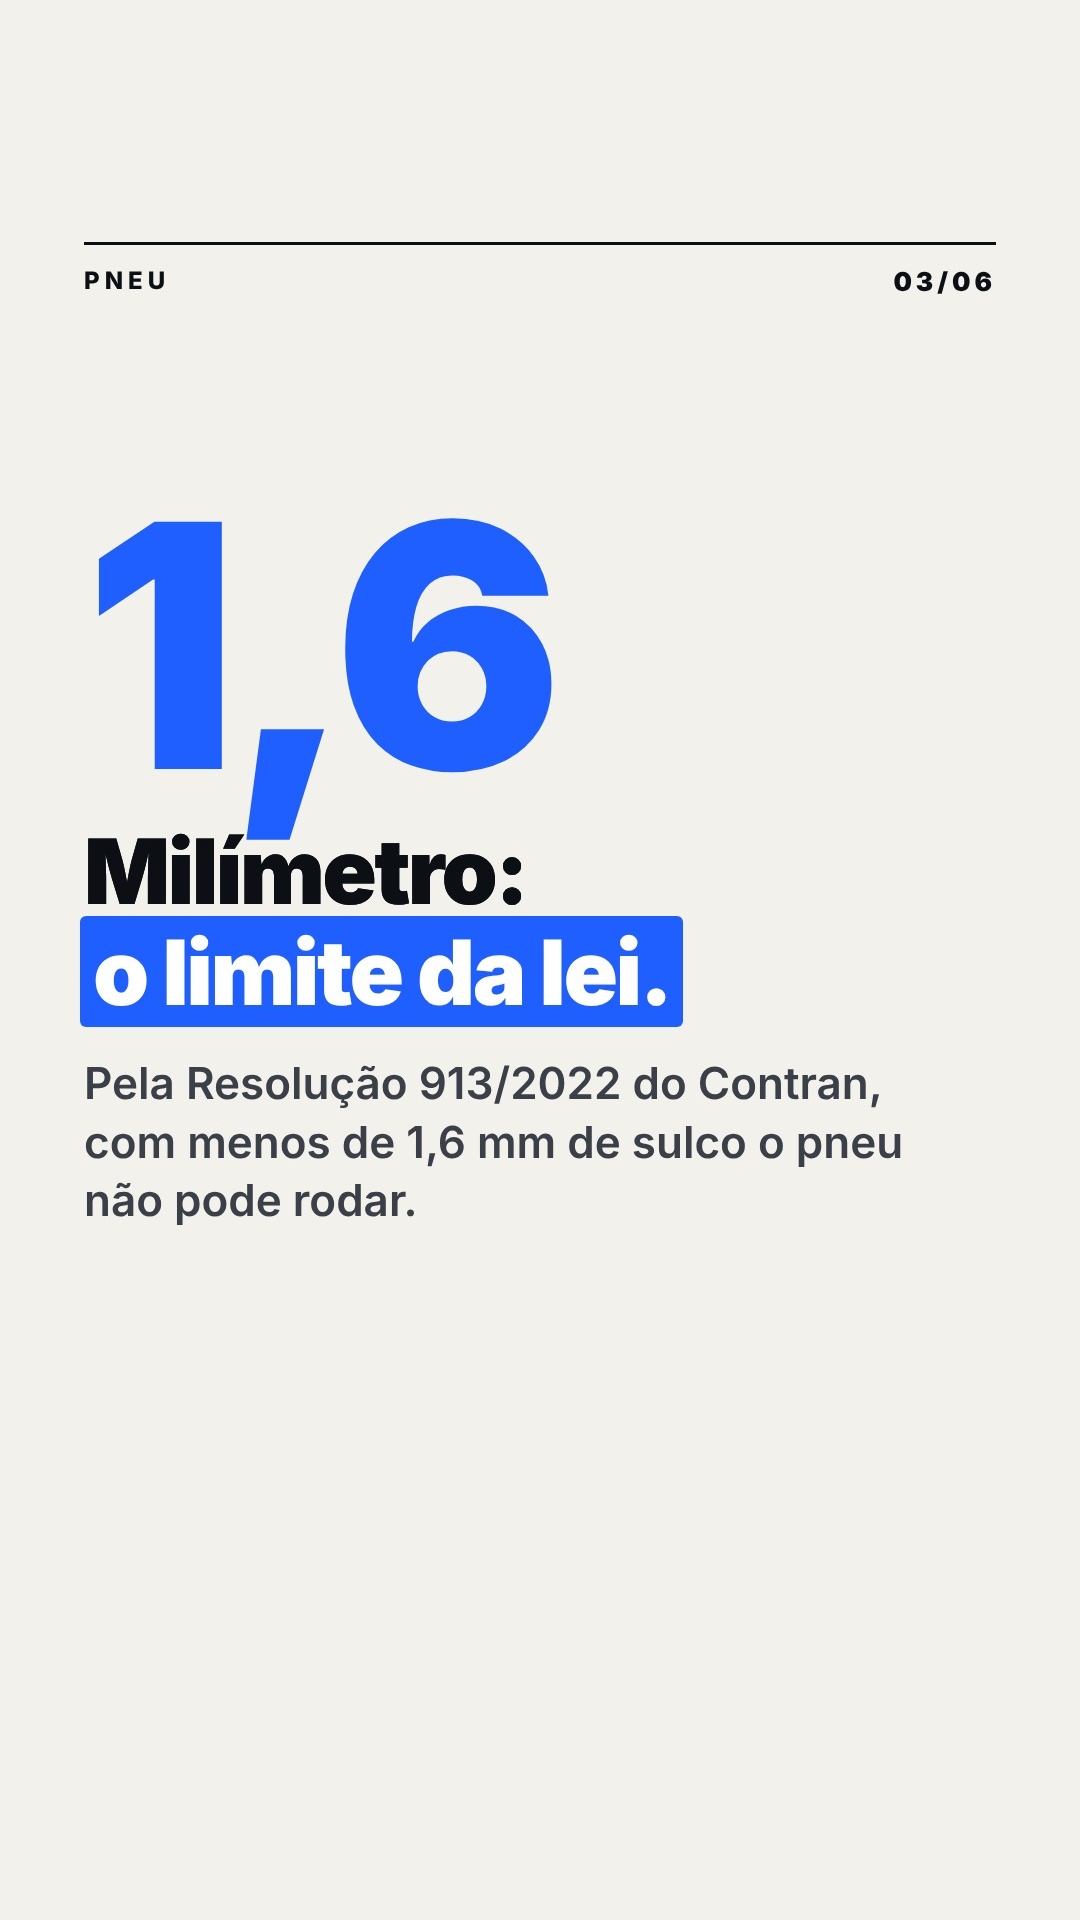 PNEU
03/06
1,6
Milímetro:
o limite da lei.
Pela Resolução 913/2022 do Contran,
com menos de 1,6 mm de sulco o pneu
não pode rodar.